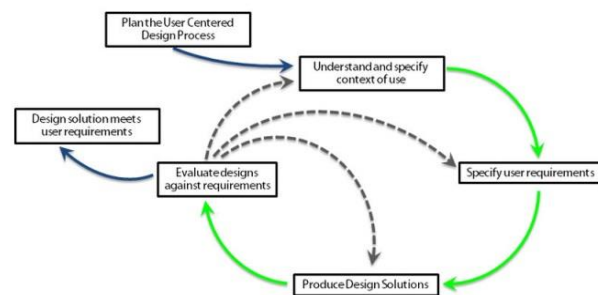 Plan the User Centered
Design Process
Understand and specify
context of use
Design solution meets
user requirements
Evaluate designs
against requirements
Specify user requirements
Produce Design Solutions